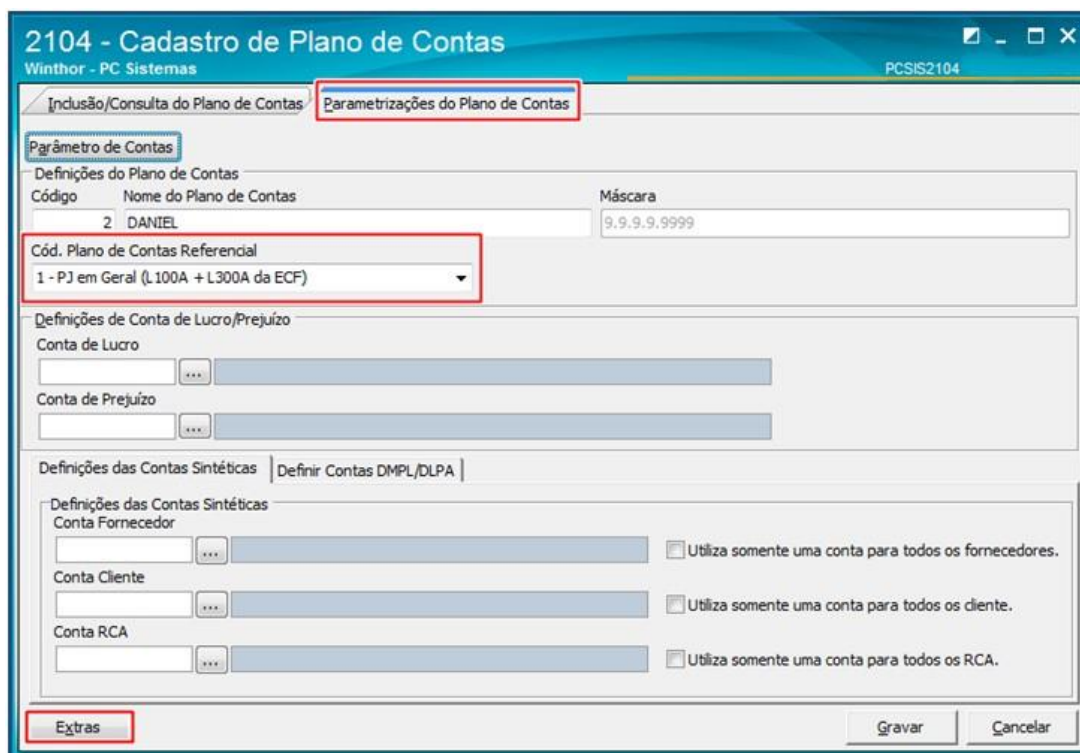 2104 - Cadastro de Plano de Contas
Winthor - PC Sistemas PCSIS2104
Inclusão/Consulta do Plano de Contas Parametrizações do Plano de Contas
Parâmetro de Contas
Definições do Plano de Contas
Código Nome do Plano de Contas Máscara
2 DANIEL 9.9.9.9.9999
Cód. Plano de Contas Referencial
1 - PJ em Geral (L100A + L300A da ECF)
Definições de Conta de Lucro/Prejuízo
Conta de Lucro
...
Conta de Prejuízo
...
Definições das Contas Sintéticas Definir Contas DMPL/DLPA
Definições das Contas Sintéticas
Conta Fornecedor
... Utiliza somente uma conta para todos os fornecedores.
Conta Cliente
... Utiliza somente uma conta para todos os cliente.
Conta RCA
... Utiliza somente uma conta para todos os RCA.
Extras Gravar Cancelar